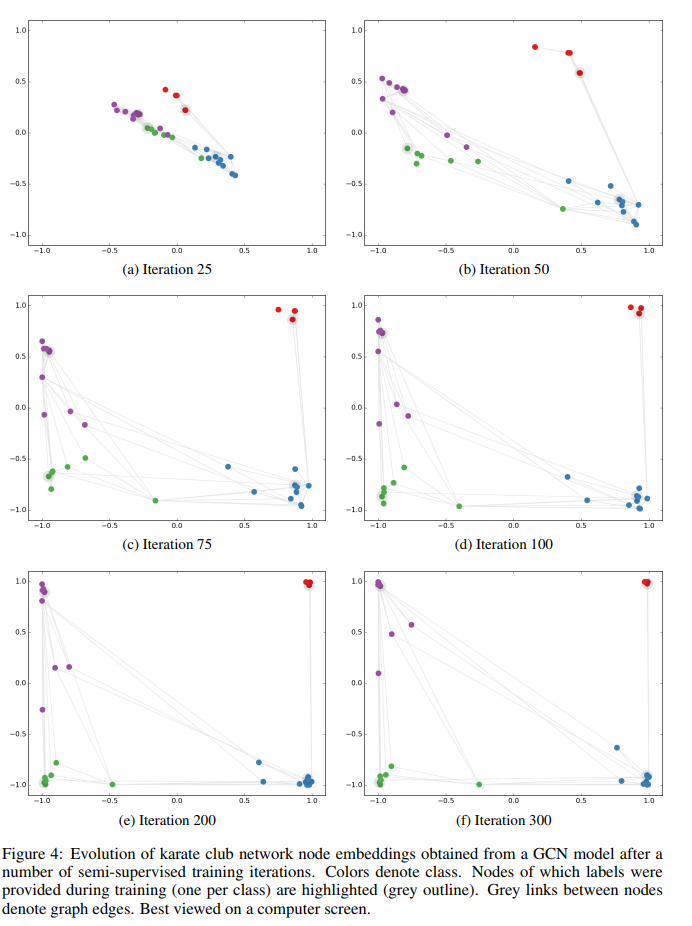 1.0
0.5
0.0
−0.5
−1.0
−1.0 −0.5 0.0 0.5 1.0
(a) Iteration 25
1.0
0.5
0.0
−0.5
−1.0
−1.0 −0.5 0.0 0.5 1.0
(b) Iteration 50
1.0
0.5
0.0
−0.5
−1.0
−1.0 −0.5 0.0 0.5 1.0
(c) Iteration 75
1.0
0.5
0.0
−0.5
−1.0
−1.0 −0.5 0.0 0.5 1.0
(d) Iteration 100
1.0
0.5
0.0
−0.5
−1.0
−1.0 −0.5 0.0 0.5 1.0
(e) Iteration 200
1.0
0.5
0.0
−0.5
−1.0
−1.0 −0.5 0.0 0.5 1.0
(f) Iteration 300
Figure 4: Evolution of karate club network node embeddings obtained from a GCN model after a
number of semi-supervised training iterations. Colors denote class. Nodes of which labels were
provided during training (one per class) are highlighted (grey outline). Grey links between nodes
denote graph edges. Best viewed on a computer screen.